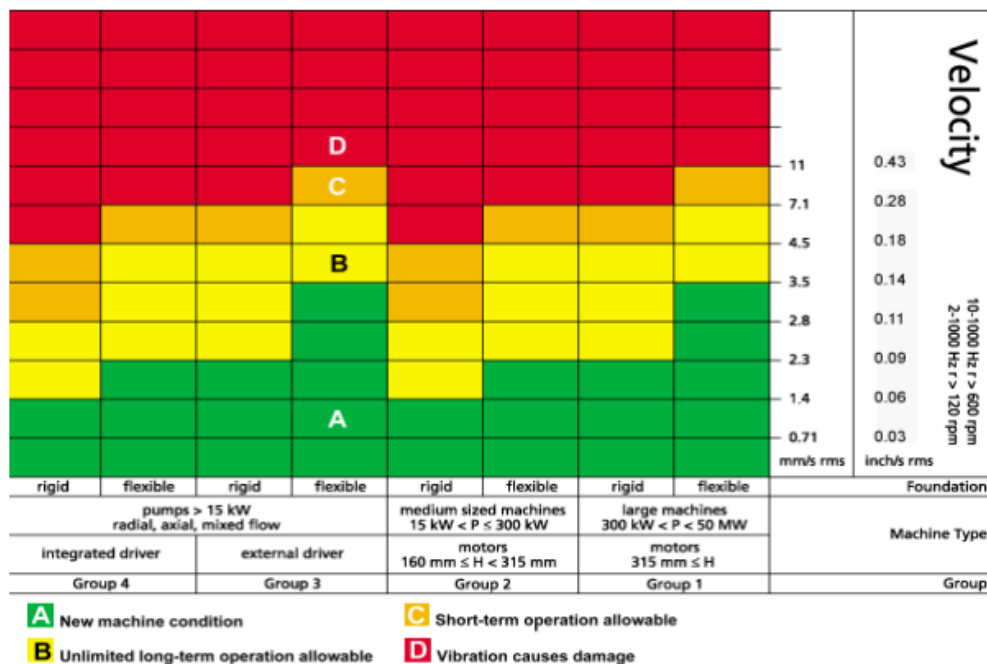 Velocity
D
11
0.43
C
7.1
0.28
4.5
0.18
B
3.5
0.14
2.8
0.11
2.3
0.09
1.4
0.06
A
0.71
0.03
10-1000 Hz r > 600 rpm
2-1000 Hz r > 120 rpm
mm/s rms inch/s rms
rigid flexible rigid flexible rigid flexible rigid flexible Foundation
pumps > 15 kW
radial, axial, mixed flow
medium sized machines
15 kW < P ≤ 300 kW
large machines
300 kW < P < 50 MW
Machine Type
integrated driver external driver
motors
160 mm ≤ H < 315 mm
motors
315 mm ≤ H
Group 4 Group 3 Group 2 Group 1 Group
A New machine condition
C Short-term operation allowable
B Unlimited long-term operation allowable
D Vibration causes damage